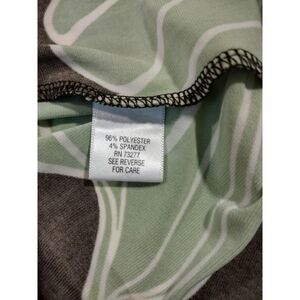 96% POLYESTER
4% SPANDEX
RN 73277
SEE REVERSE
FOR CARE